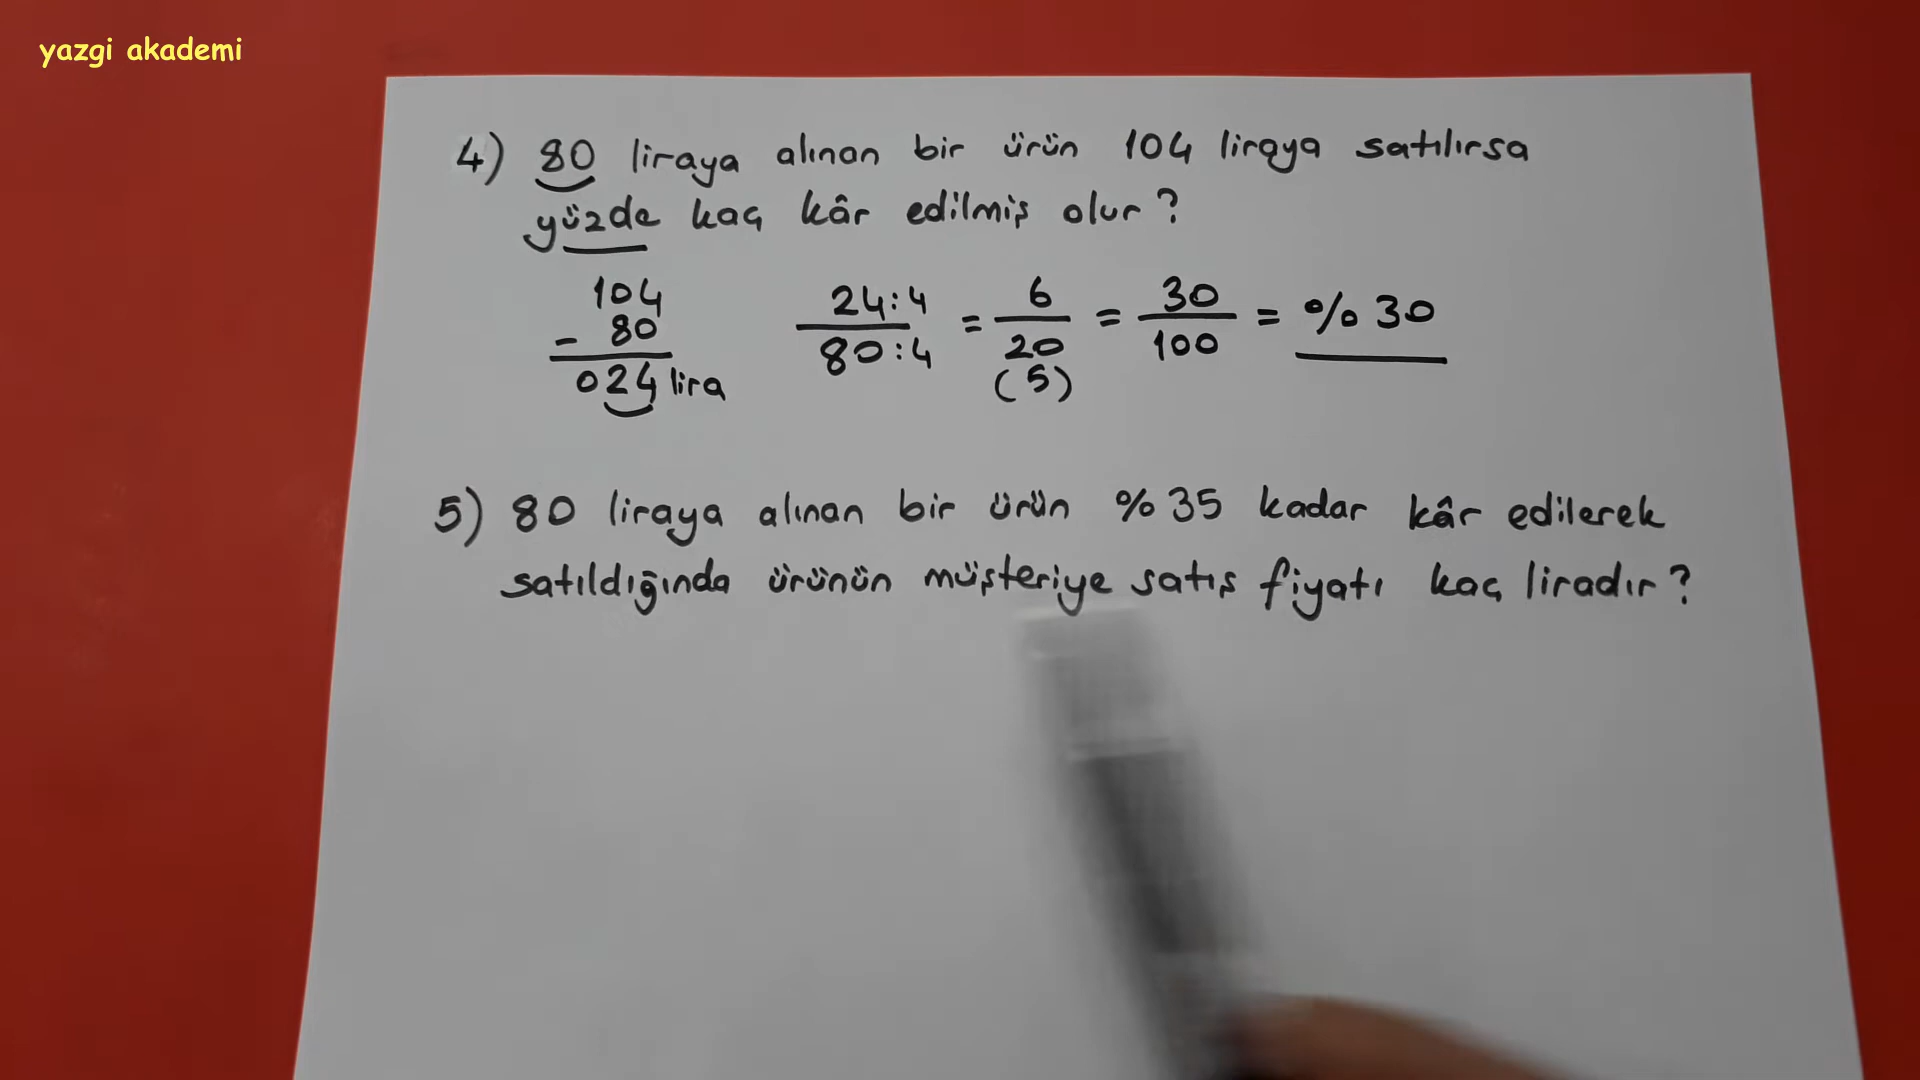 yazgi akademi
4) 80 liraya alınan bir ürün 104 liraya satılırsa
yüzde kaç kâr edilmiş olur?
104
- 80
024 lira
24:4 / 80:4 = 6 / 20 (5) = 30 / 100 = %30
5) 80 liraya alınan bir ürün %35 kadar kâr edilerek
satıldığında ürünün müşteriye satış fiyatı kaç liradır?